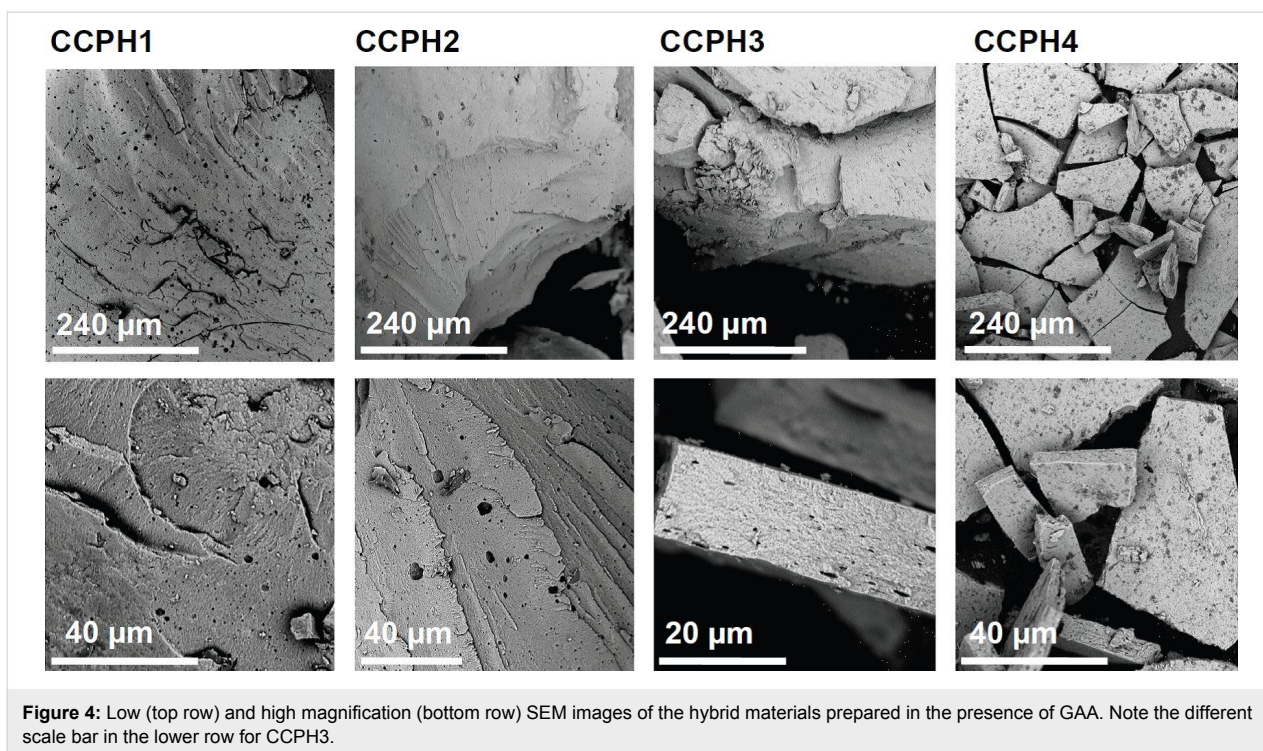 CCPH1 CCPH2 CCPH3 CCPH4
240 µm 240 µm 240 µm 240 µm
40 µm 40 µm 20 µm 40 µm
Figure 4: Low (top row) and high magnification (bottom row) SEM images of the hybrid materials prepared in the presence of GAA. Note the different
scale bar in the lower row for CCPH3.